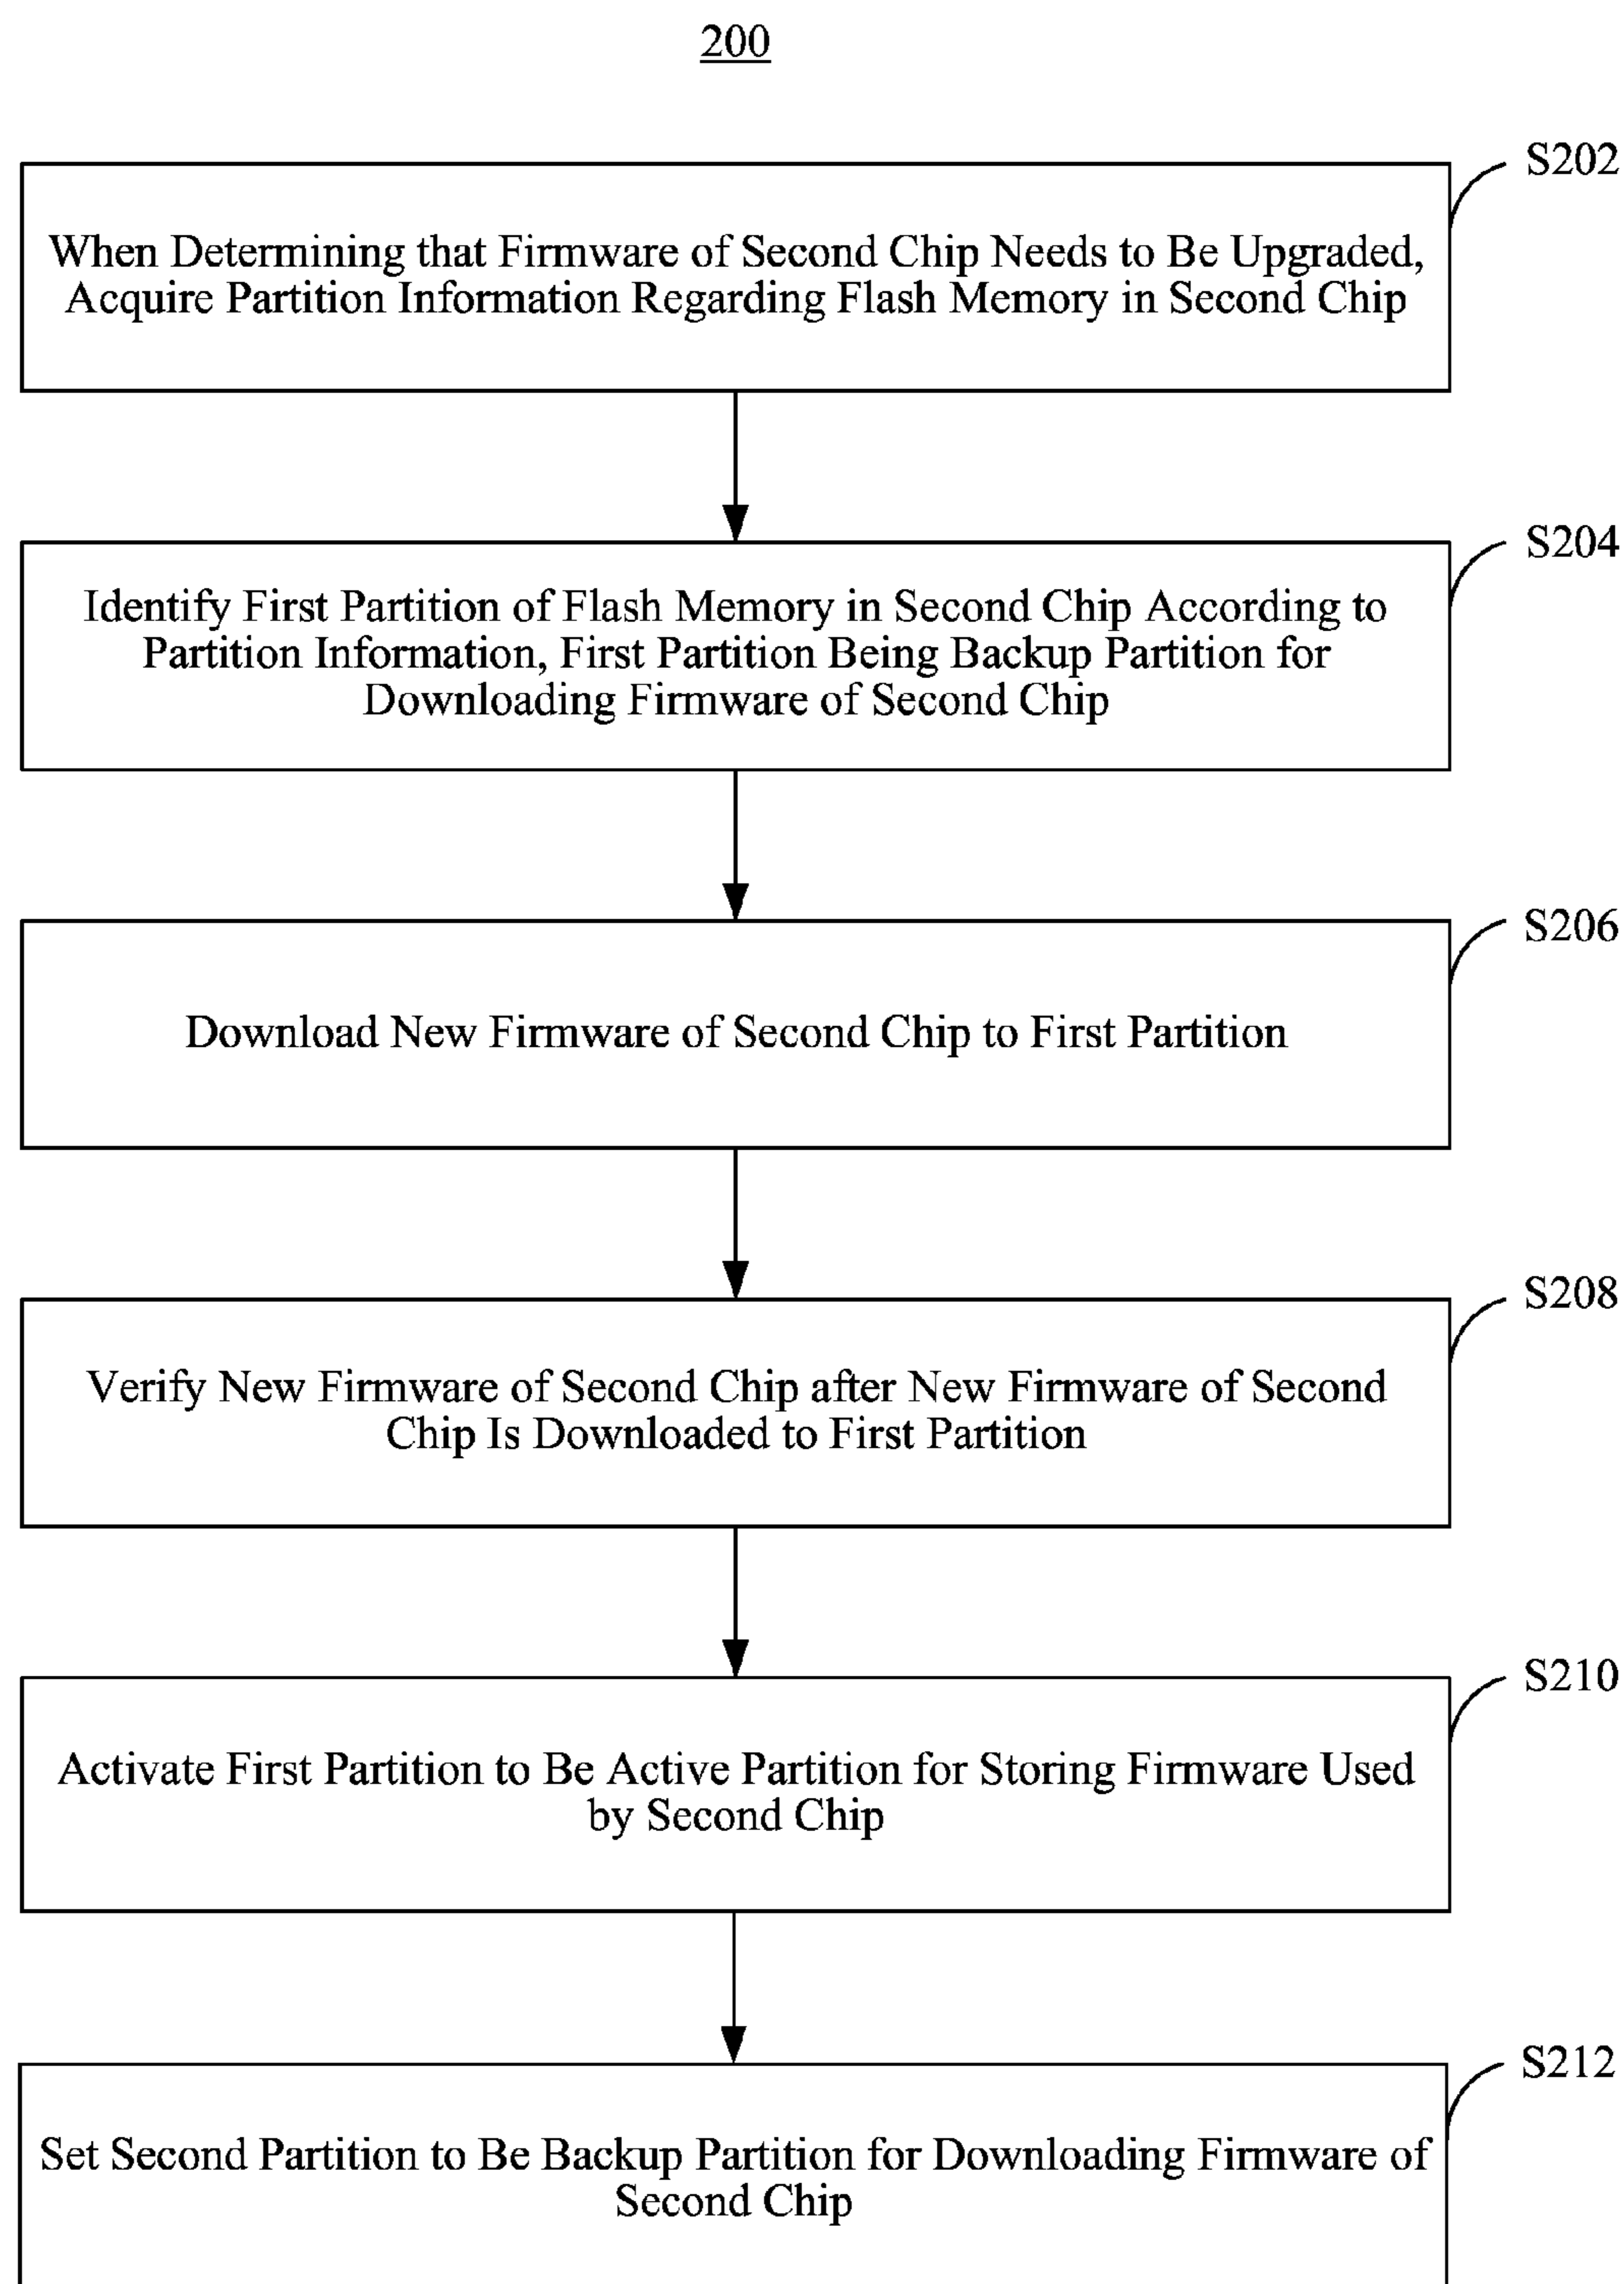 200
S202
When Determining that Firmware of Second Chip Needs to Be Upgraded,
Acquire Partition Information Regarding Flash Memory in Second Chip
S204
Identify First Partition of Flash Memory in Second Chip According to
Partition Information, First Partition Being Backup Partition for
Downloading Firmware of Second Chip
S206
Download New Firmware of Second Chip to First Partition
S208
Verify New Firmware of Second Chip after New Firmware of Second
Chip Is Downloaded to First Partition
S210
Activate First Partition to Be Active Partition for Storing Firmware Used
by Second Chip
S212
Set Second Partition to Be Backup Partition for Downloading Firmware of
Second Chip